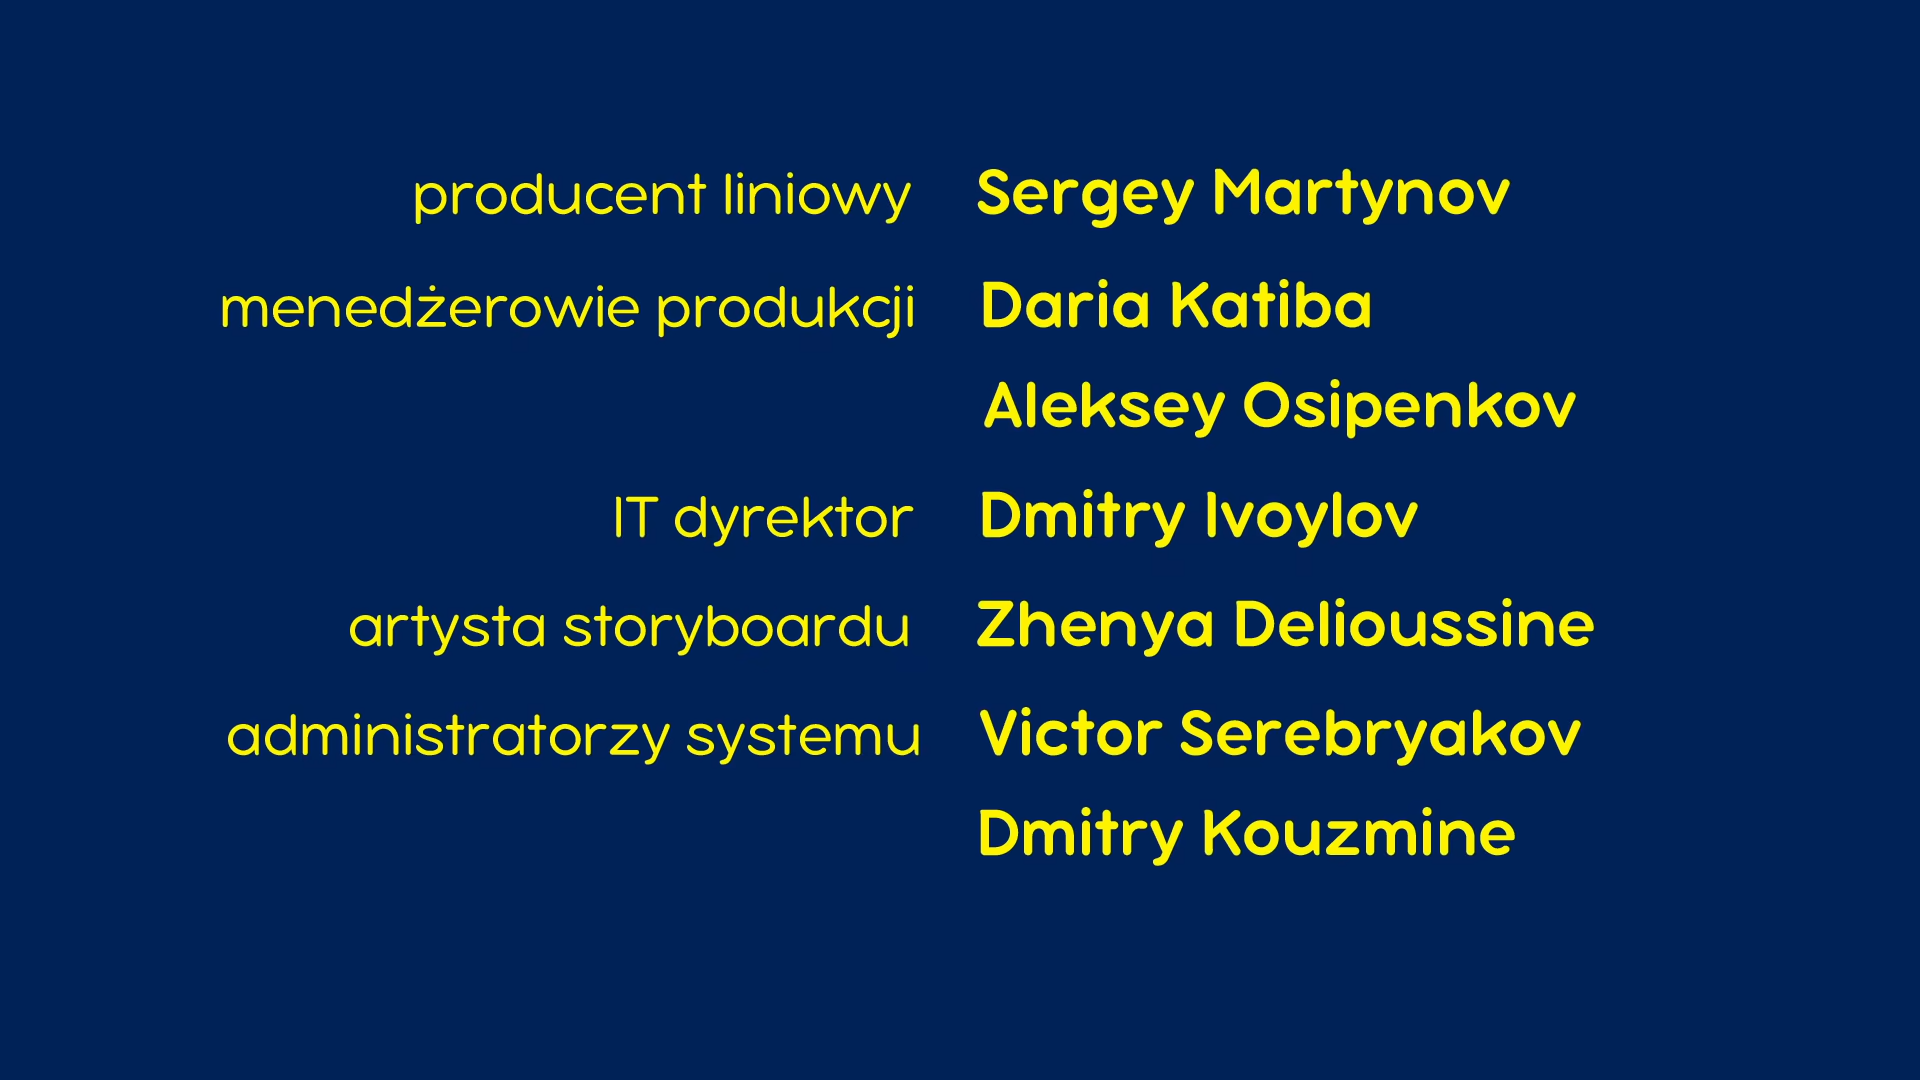 producent liniowy Sergey Martynov
menedżerowie produkcji Daria Katiba
Aleksey Osipenkov
IT dyrektor Dmitry Ivoylov
artysta storyboardu Zhenya Delioussine
administratorzy systemu Victor Serebryakov
Dmitry Kouzmine